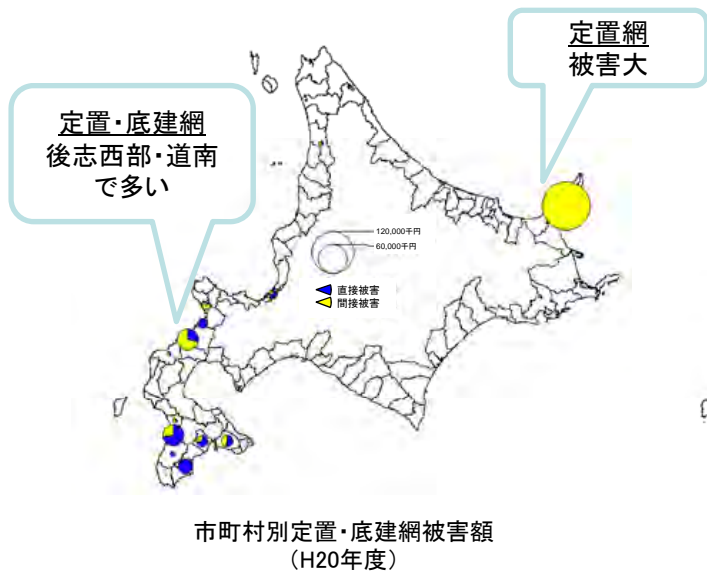 定置網
被害大
定置・底建網
後志西部・道南
で多い
120,000千円
60,000千円
直接被害
間接被害
市町村別定置・底建網被害額
（H20年度）